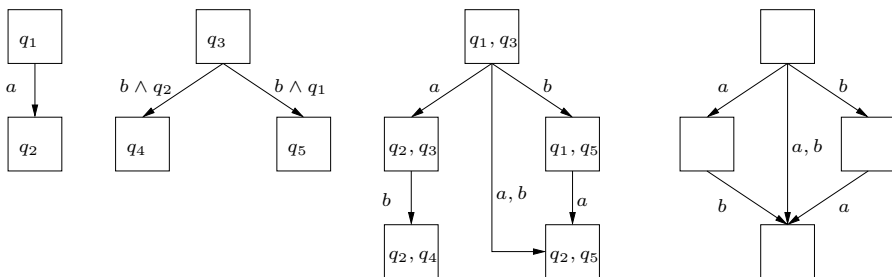 q1
a
q2
q3
b ∧ q2
b ∧ q1
q4
q5
q1, q3
a
b
q2, q3
q1, q5
b
a, b
a
q2, q4
q2, q5
a
b
a, b
b
a